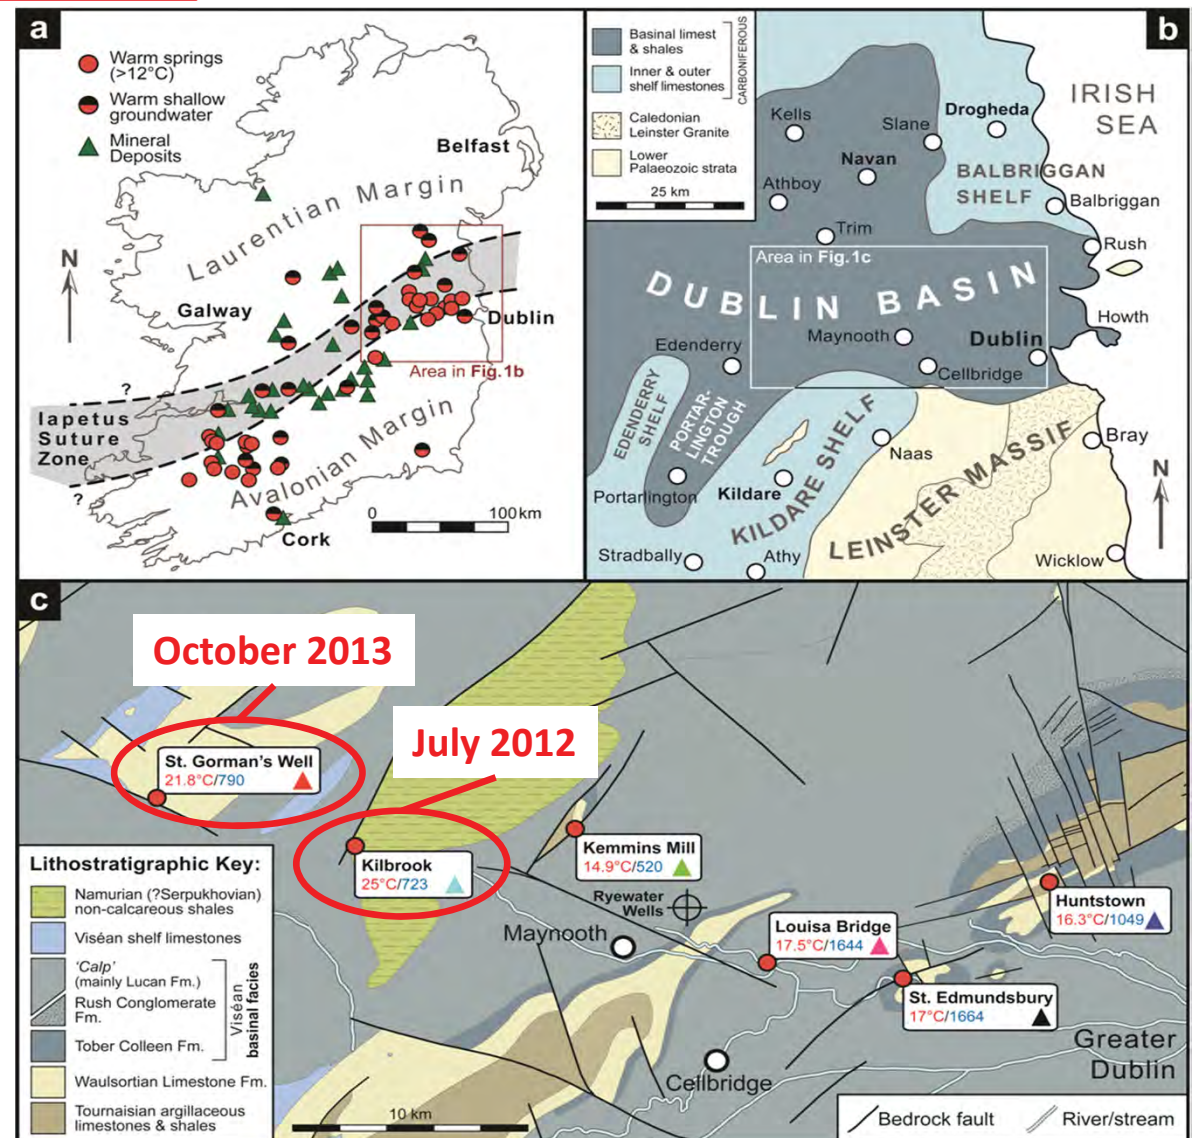 a
Warm springs
(>12°C)
Warm shallow
groundwater
Mineral
Deposits
Belfast
Laurentian Margin
N
Galway
Dublin
Area in Fig.1b
?
Iapetus
Suture
Zone
?
Avalonian Margin
0 100 km
Cork
b
Basinal limest
& shales
Inner & outer
shelf limestones
CARBONIFEROUS
Caledonian
Leinster Granite
Lower
Palaeozoic strata
25 km
IRISH
SEA
Kells
Slane
Drogheda
Navan
BALBRIGGAN
SHELF
Athboy
Balbriggan
Trim
Rush
Area in Fig.1c
DUBLIN BASIN
Howth
Maynooth
Dublin
Edenderry
Cellbridge
EDENDERRY
SHELF
PORTAR-
LINGTON
TROUGH
KILDARE SHELF
Naas
Bray
LEINSTER MASSIF
N
Portarlington
Kildare
Stradbally
Athy
Wicklow
c
October 2013
July 2012
St. Gorman's Well
21.8°C/790
Kilbrook
25°C/723
Kemmins Mill
14.9°C/520
Ryewater
Wells
Maynooth
Louisa Bridge
17.5°C/1644
Huntstown
16.3°C/1049
St. Edmundsbury
17°C/1664
Greater
Dublin
Cellbridge
Lithostratigraphic Key:
Namurian (?Serpukhovian)
non-calcareous shales
Viséan shelf limestones
'Calp'
(mainly Lucan Fm.)
Rush Conglomerate
Fm.
Tober Colleen Fm.
Viséan
basinal facies
Waulsortian Limestone Fm.
Tournaisian argillaceous
limestones & shales
10 km
Bedrock fault
River/stream